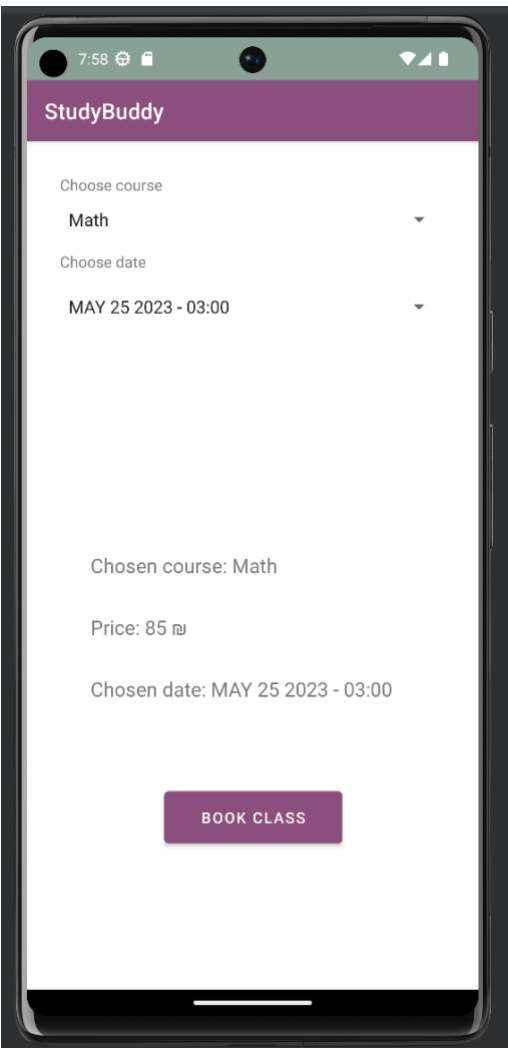 7:58
StudyBuddy
Choose course
Math
Choose date
MAY 25 2023 - 03:00
Chosen course: Math
Price: 85 ₪
Chosen date: MAY 25 2023 - 03:00
BOOK CLASS